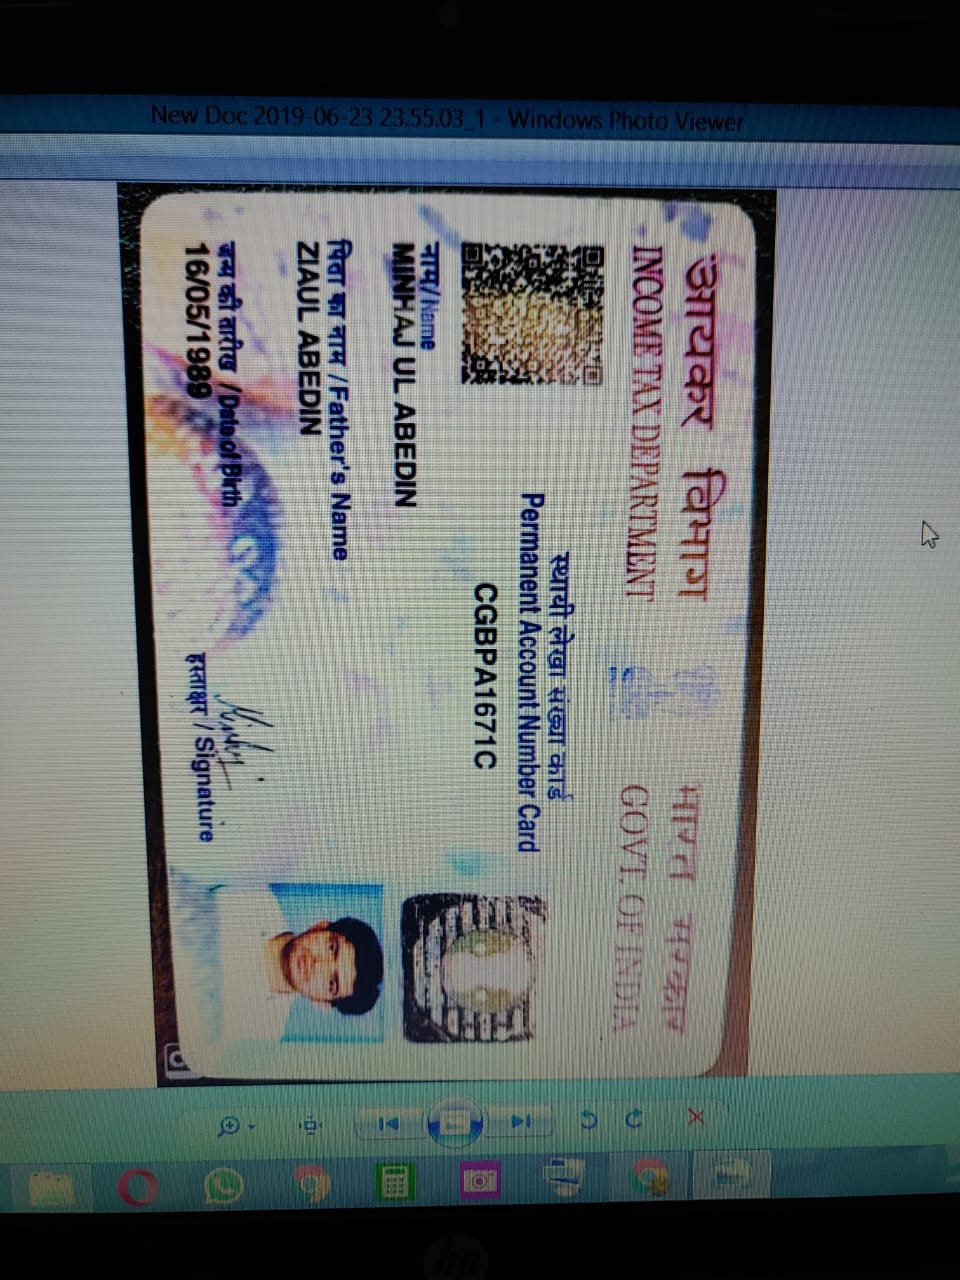 New Doc 2019-06-23 23.55.03_1 - Windows Photo Viewer
आयकर विभाग
INCOME TAX DEPARTMENT
भारत सरकार
GOVT. OF INDIA
स्थायी लेखा संख्या कार्ड
Permanent Account Number Card
CGBPA1671C
नाम/Name
MINHAJ UL ABEDIN
पिता का नाम /Father's Name
ZIAUL ABEDIN
जन्म की तारीख /Date of Birth
16/05/1989
हस्ताक्षर / Signature
hp